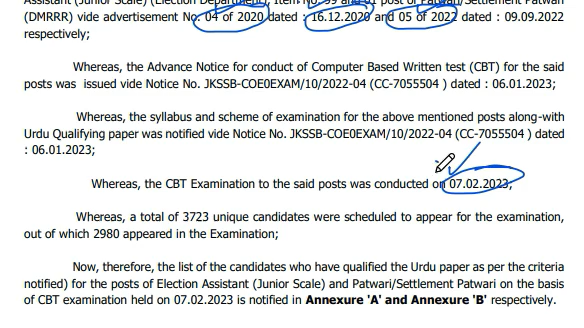 Assistant (Junior Scale) (Election Department), Item No. 99 and 01 post of Patwari/Settlement Patwari
(DMRRR) vide advertisement No. 04 of 2020 dated : 16.12.2020 and 05 of 2022 dated : 09.09.2022
respectively;
Whereas, the Advance Notice for conduct of Computer Based Written test (CBT) for the said
posts was issued vide Notice No. JKSSB-COE0EXAM/10/2022-04 (CC-7055504 ) dated : 06.01.2023;
Whereas, the syllabus and scheme of examination for the above mentioned posts along-with
Urdu Qualifying paper was notified vide Notice No. JKSSB-COE0EXAM/10/2022-04 (CC-7055504 ) dated
: 06.01.2023;
Whereas, the CBT Examination to the said posts was conducted on 07.02.2023;
Whereas, a total of 3723 unique candidates were scheduled to appear for the examination,
out of which 2980 appeared in the Examination;
Now, therefore, the list of the candidates who have qualified the Urdu paper as per the criteria
notified) for the posts of Election Assistant (Junior Scale) and Patwari/Settlement Patwari on the basis
of CBT examination held on 07.02.2023 is notified in Annexure 'A' and Annexure 'B' respectively.